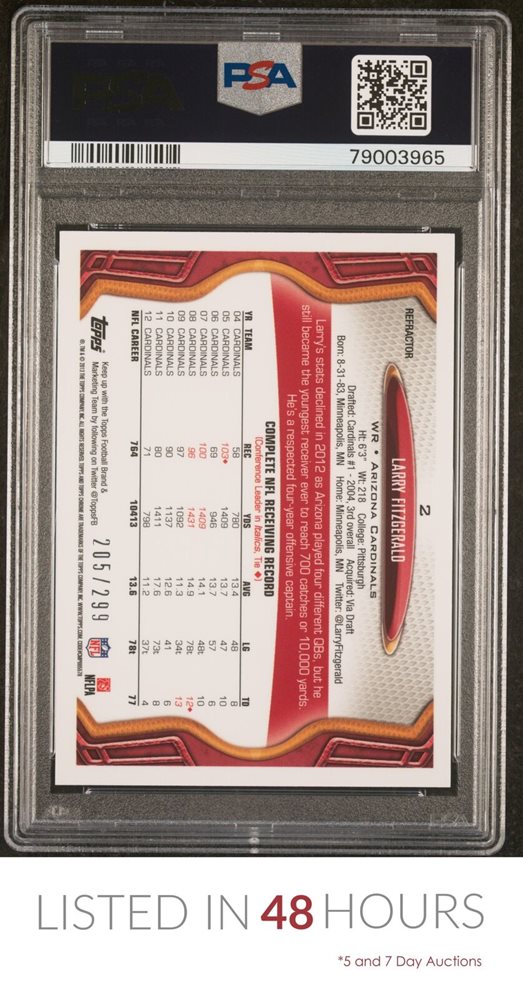 PSA
79003965
REFRACTOR
2
LARRY FITZGERALD
WR • ARIZONA CARDINALS
Ht: 6'3" Wt: 218 College: Pittsburgh
Drafted: Cardinals #1 - 2004, 3rd overall Acquired: Via Draft
Born: 8-31-83, Minneapolis, MN Home: Minneapolis, MN Twitter: @LarryFitzgerald
Larry's stats declined in 2012 as Arizona played four different QBs, but he
still became the youngest receiver ever to reach 700 catches or 10,000 yards.
He's a respected four-year offensive captain.
COMPLETE NFL RECEIVING RECORD
(Conference Leader in Italics, Tie ♦)
YR TEAM REC YDS AVG LG TD
04 CARDINALS 58 780 13.4 48 8
05 CARDINALS 103♦ 1409 13.7 47 10
06 CARDINALS 69 946 13.7 57 6
07 CARDINALS 100 1409 14.1 48t 10
08 CARDINALS 96 1431 14.9 78t 12♦
09 CARDINALS 97 1092 11.3 34t 13
10 CARDINALS 90 1137 12.6 41 6
11 CARDINALS 80 1411 17.6 73t 8
12 CARDINALS 71 798 11.2 37t 4
NFL CAREER 764 10413 13.6 78t 77
Topps
Keep up with the Topps Football Brand &
Marketing Team by following on Twitter @ToppsFB
205/299
NFL
NFLPA
LISTED IN 48 HOURS
*5 and 7 Day Auctions